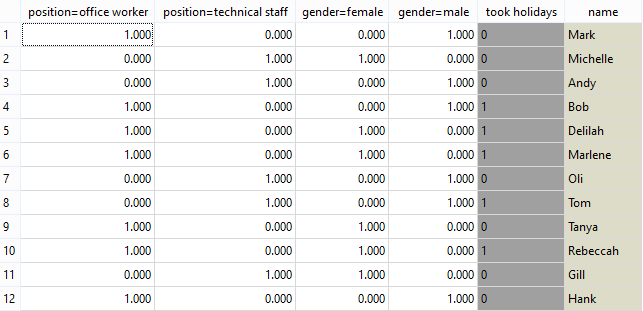 position=office worker position=technical staff gender=female gender=male took holidays name
1 1.000 0.000 0.000 1.000 0 Mark
2 0.000 1.000 1.000 0.000 0 Michelle
3 0.000 1.000 0.000 1.000 0 Andy
4 1.000 0.000 0.000 1.000 1 Bob
5 1.000 0.000 1.000 0.000 1 Delilah
6 1.000 0.000 1.000 0.000 1 Marlene
7 0.000 1.000 0.000 1.000 0 Oli
8 0.000 1.000 0.000 1.000 1 Tom
9 1.000 0.000 1.000 0.000 0 Tanya
10 1.000 0.000 1.000 0.000 1 Rebeccah
11 0.000 1.000 1.000 0.000 0 Gill
12 1.000 0.000 0.000 1.000 0 Hank